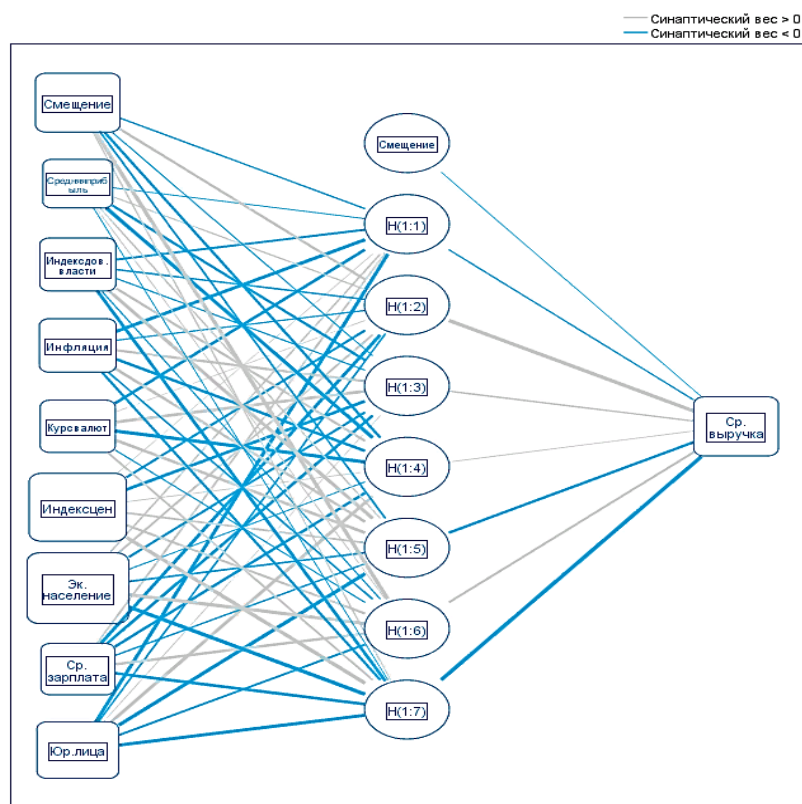 Синаптический вес > 0
Синаптический вес < 0
Смещение
Средняяприб
ыль
Индексдов.
власти
Инфляция
Курсвалют
Индексцен
Эк.
население
Ср.
зарплата
Юр.лица
Смещение
H(1:1)
H(1:2)
H(1:3)
H(1:4)
H(1:5)
H(1:6)
H(1:7)
Ср.
выручка